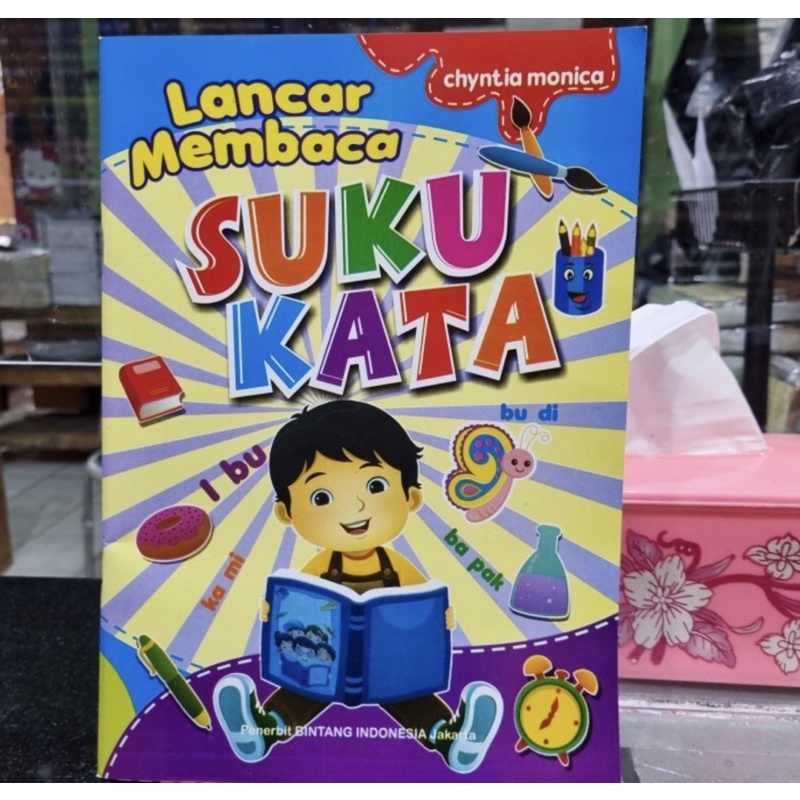 chyntia monica
Lancar
Membaca
SUKU
KATA
bu di
I bu
ba pak
ka mi
Penerbit BINTANG INDONESIA Jakarta